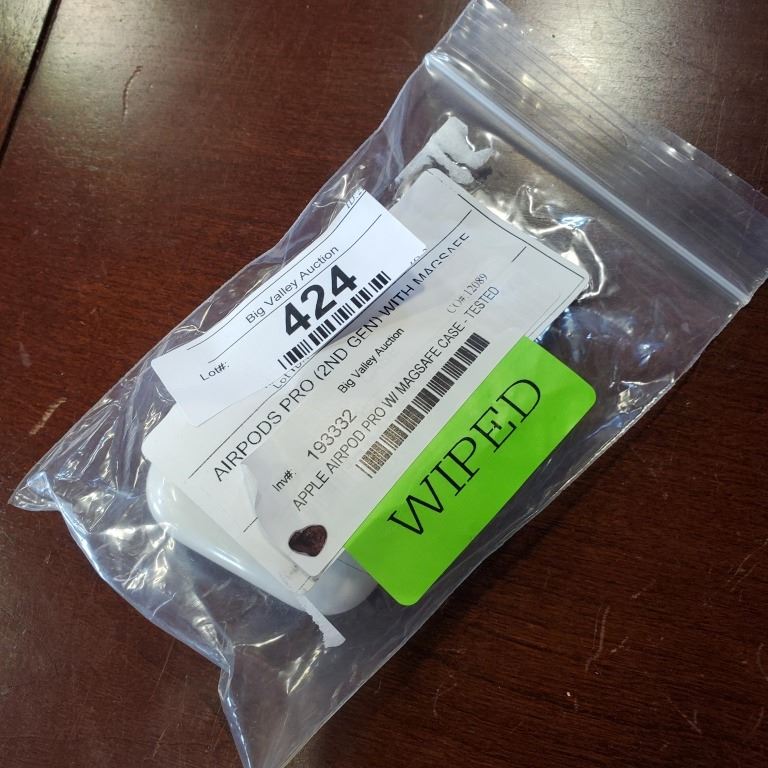 Big Valley Auction
Lot#:
424
AIRPODS PRO (2ND GEN) WITH MAGSAFE
Big Valley Auction
CO#:12089
Inv#:
193332
APPLE AIRPOD PRO W/ MAGSAFE CASE - TESTED
WIPED